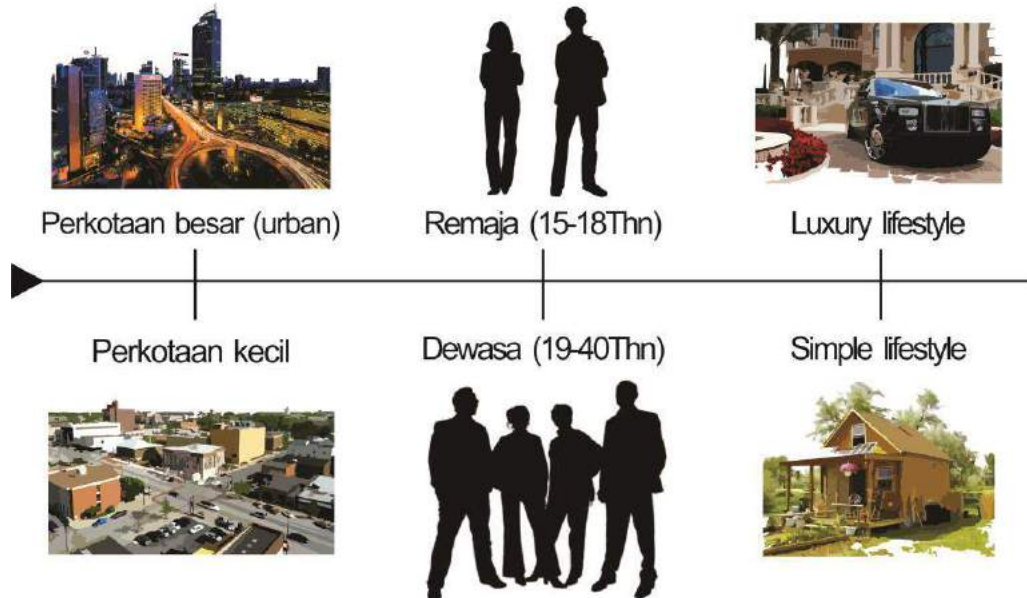 Perkotaan besar (urban)
Remaja (15-18Thn)
Luxury lifestyle
Perkotaan kecil
Dewasa (19-40Thn)
Simple lifestyle